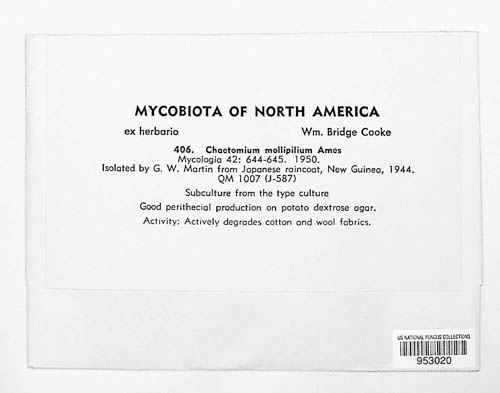 MYCOBIOTA OF NORTH AMERICA
ex herbario Wm. Bridge Cooke
406. Chaetomium mollipilium Ames
Mycologia 42: 644-645. 1950.
Isolated by G. W. Martin from Japanese raincoat, New Guinea, 1944.
QM 1007 (J-587)
Subculture from the type culture
Good perithecial production on potato dextrose agar.
Activity: Actively degrades cotton and wool fabrics.
US NATIONAL FUNGUS COLLECTIONS
953020